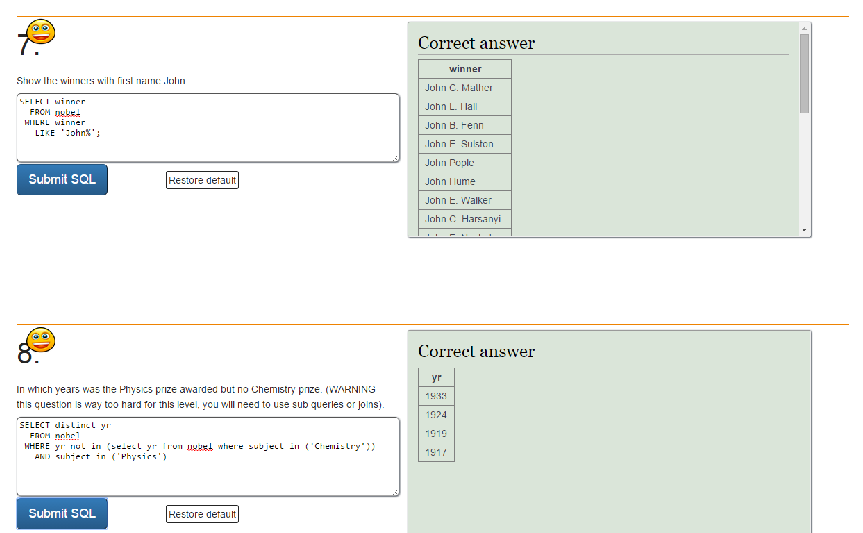 7.
Show the winners with first name John
SELECT winner
FROM nobel
WHERE winner
LIKE 'John%';
Submit SQL
Restore default
Correct answer
winner
John C. Mather
John L. Hall
John B. Fenn
John E. Sulston
John Pople
John Hume
John E. Walker
John C. Harsanyi
8.
In which years was the Physics prize awarded but no Chemistry prize. (WARNING
this question is way too hard for this level, you will need to use sub queries or joins).
SELECT distinct yr
FROM nobel
WHERE yr not in (select yr from nobel where subject in ('Chemistry'))
AND subject in ('Physics')
Submit SQL
Restore default
Correct answer
yr
1933
1924
1919
1917